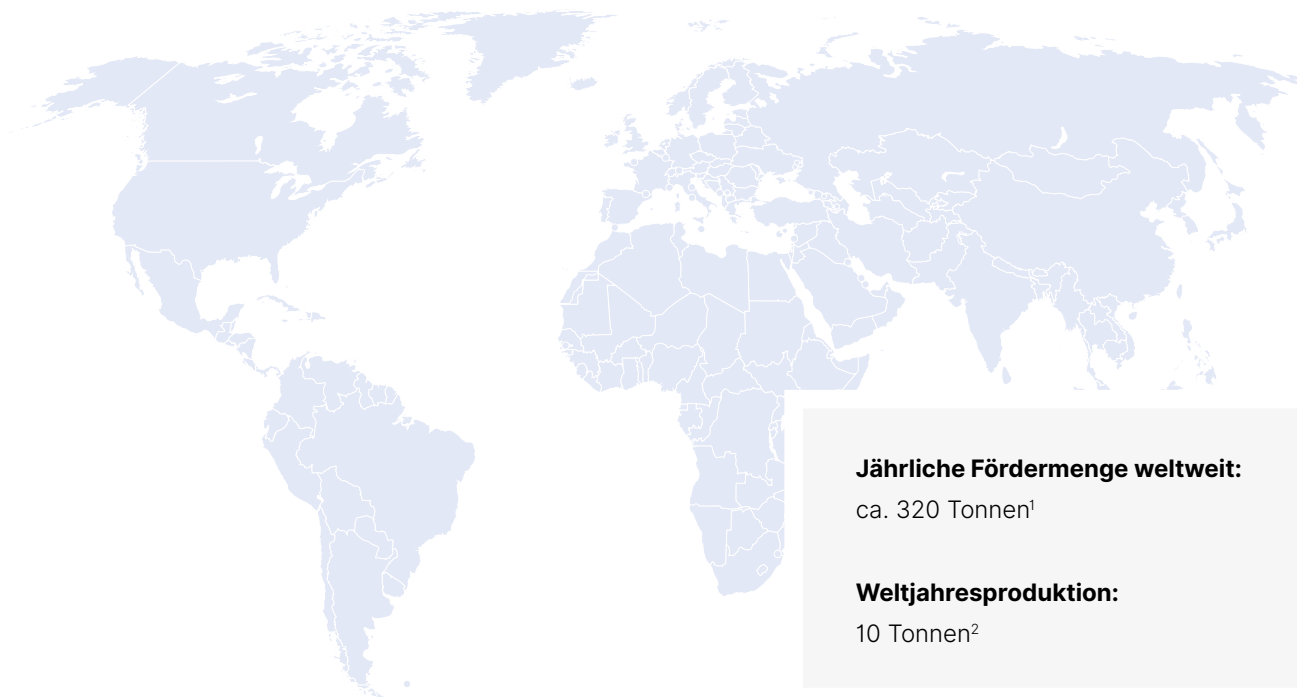 Jährliche Fördermenge weltweit:
ca. 320 Tonnen¹
Weltjahresproduktion:
10 Tonnen²